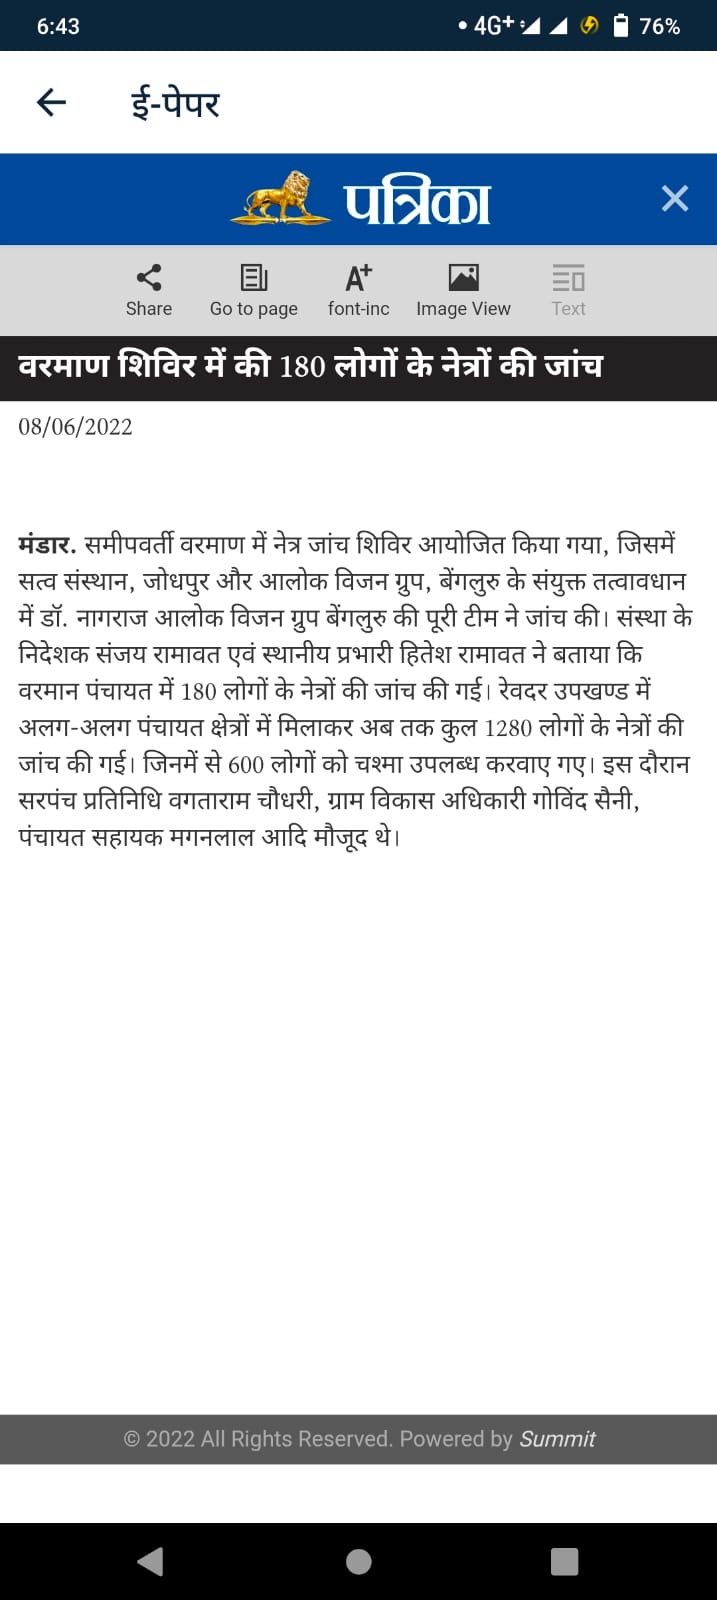 6:43
4G+ 76%
ई-पेपर
पत्रिका
Share Go to page font-inc Image View Text
वरमाण शिविर में की 180 लोगों के नेत्रों की जांच
08/06/2022
मंडार. समीपवर्ती वरमाण में नेत्र जांच शिविर आयोजित किया गया, जिसमें
सत्व संस्थान, जोधपुर और आलोक विजन ग्रुप, बेंगलुरु के संयुक्त तत्वावधान
में डॉ. नागराज आलोक विजन ग्रुप बेंगलुरु की पूरी टीम ने जांच की। संस्था के
निदेशक संजय रामावत एवं स्थानीय प्रभारी हितेश रामावत ने बताया कि
वरमान पंचायत में 180 लोगों के नेत्रों की जांच की गई। रेवदर उपखण्ड में
अलग-अलग पंचायत क्षेत्रों में मिलाकर अब तक कुल 1280 लोगों के नेत्रों की
जांच की गई। जिनमें से 600 लोगों को चश्मा उपलब्ध करवाए गए। इस दौरान
सरपंच प्रतिनिधि वगताराम चौधरी, ग्राम विकास अधिकारी गोविंद सैनी,
पंचायत सहायक मगनलाल आदि मौजूद थे।
© 2022 All Rights Reserved. Powered by Summit